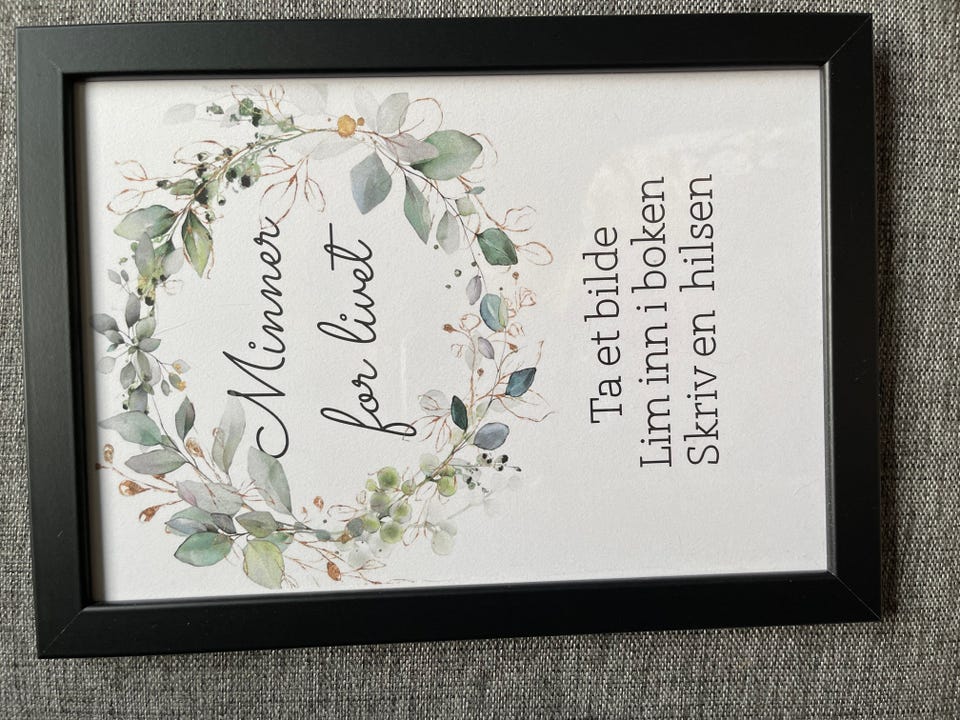 Minner
for livet
Ta et bilde
Lim inn i boken
Skriv en hilsen